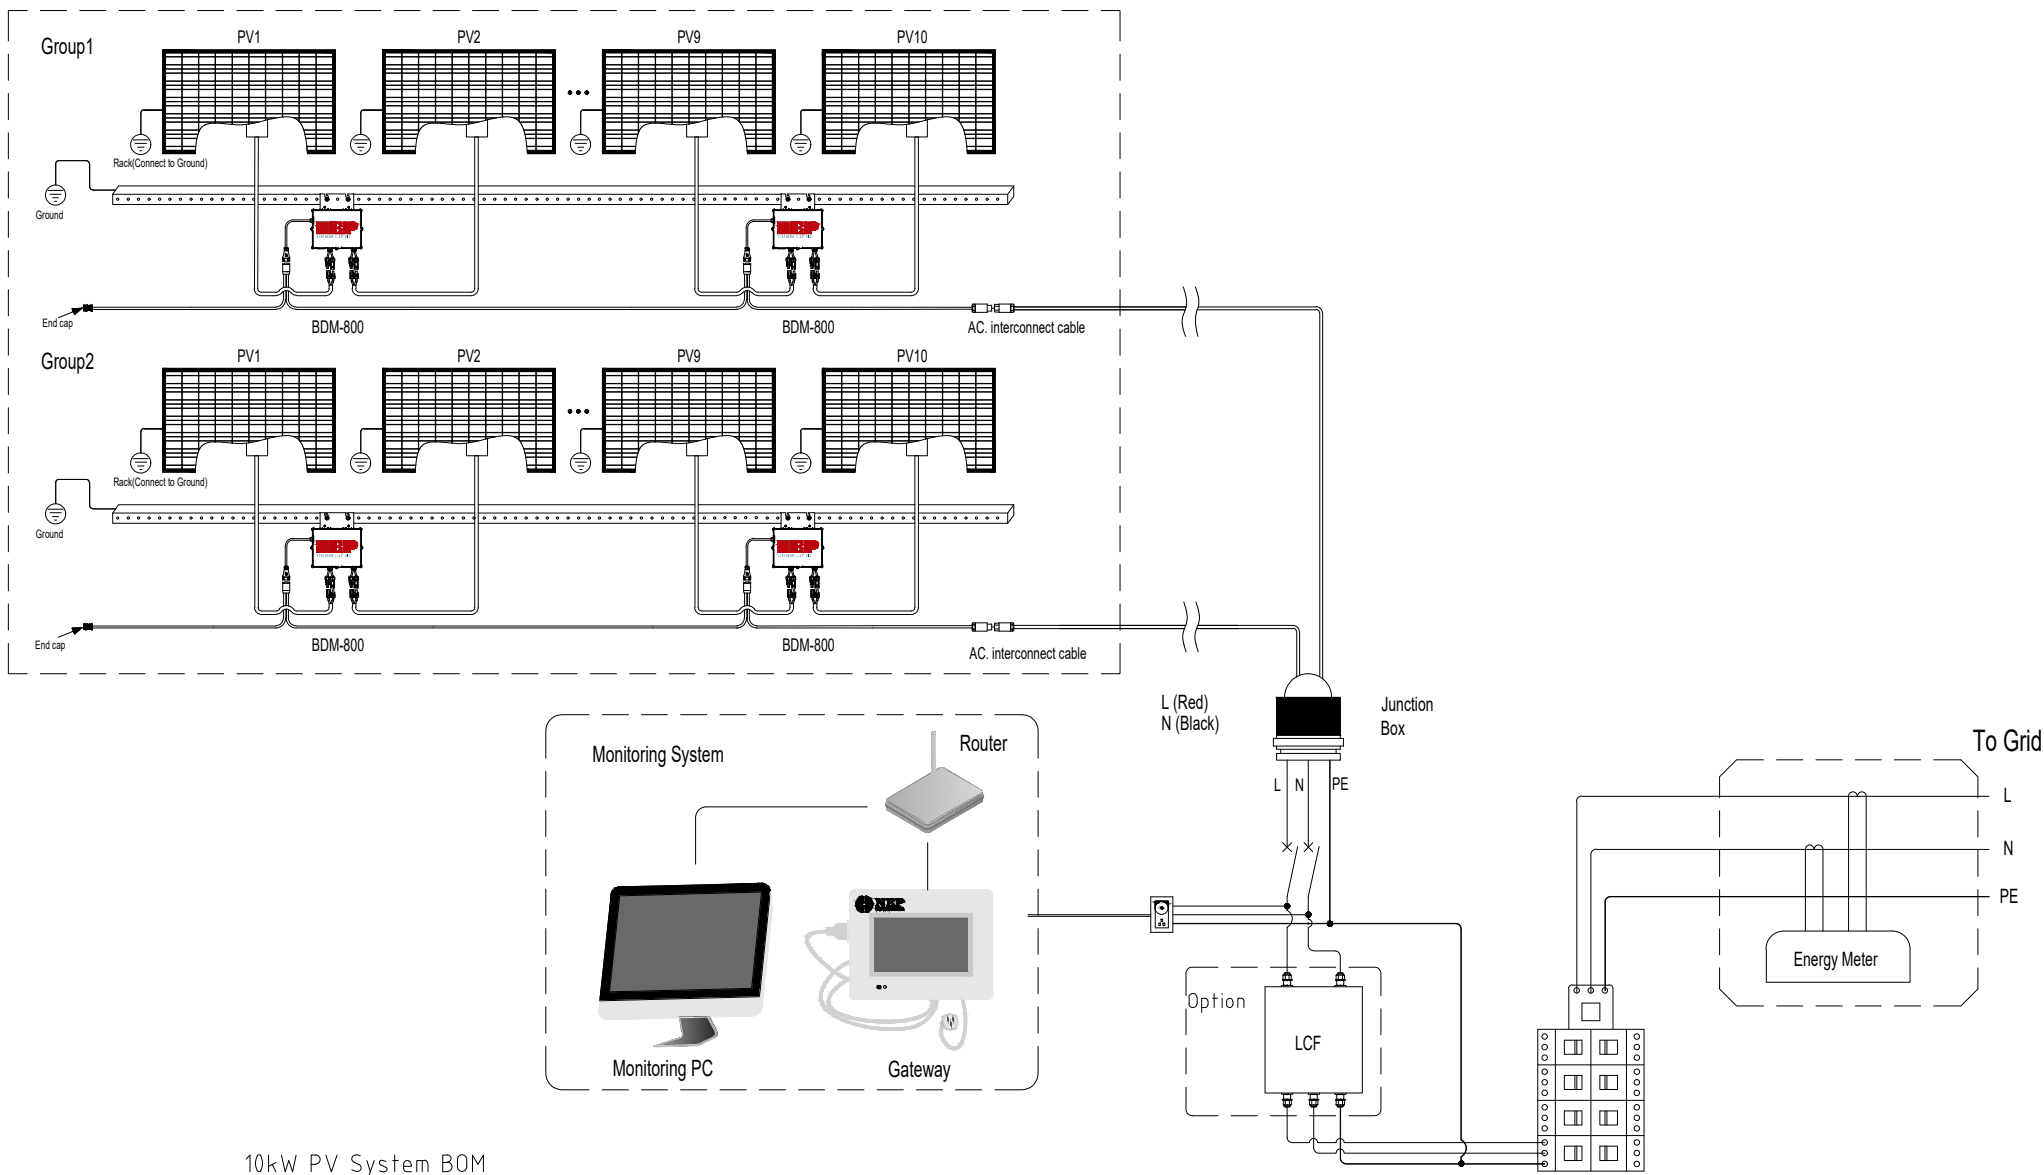 Group1
PV1
PV2
PV9
PV10
Rack(Connect to Ground)
Ground
End cap
BDM-800
BDM-800
AC. interconnect cable
Group2
PV1
PV2
PV9
PV10
Rack(Connect to Ground)
Ground
End cap
BDM-800
BDM-800
AC. interconnect cable
L (Red)
N (Black)
Junction
Box
L
N
PE
Monitoring System
Router
Monitoring PC
NEP
Gateway
Option
LCF
To Grid
L
N
PE
Energy Meter
10kW PV System BOM